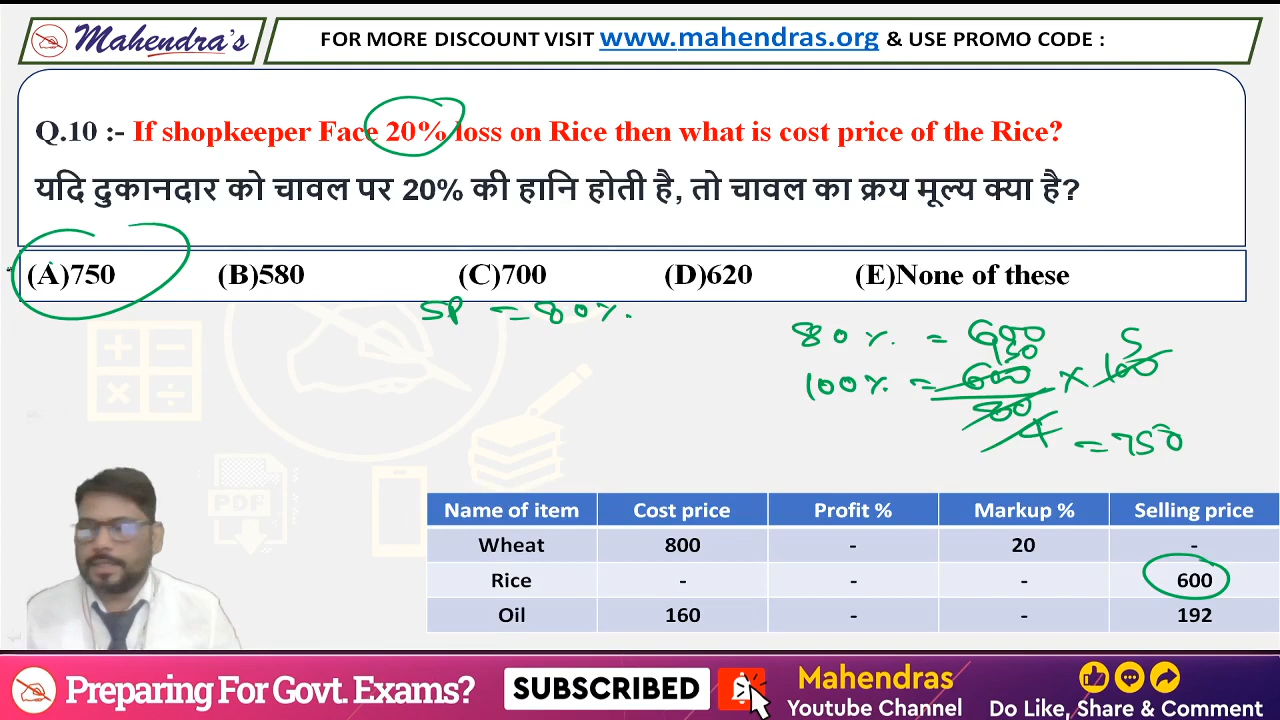 Mahendra's
FOR MORE DISCOUNT VISIT www.mahendras.org & USE PROMO CODE :
Q.10 :- If shopkeeper Face 20% loss on Rice then what is cost price of the Rice?
यदि दुकानदार को चावल पर 20% की हानि होती है, तो चावल का क्रय मूल्य क्या है?
(A)750 (B)580 (C)700 (D)620 (E)None of these
SP = 80%.
80%. = 600
150 5
100%. = 600 × 100
80
4 = 750
PDF
Name of item Cost price Profit % Markup % Selling price
Wheat 800 - 20 -
Rice - - - 600
Oil 160 - - 192
Preparing For Govt. Exams?
SUBSCRIBED
Mahendras
Youtube Channel
Do Like, Share & Comment